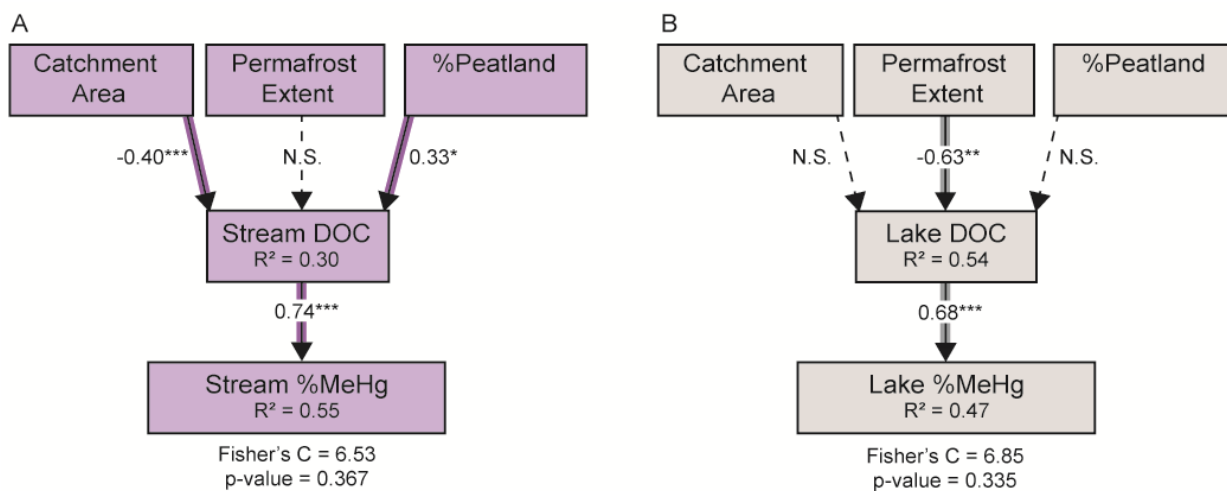 A
Catchment
Area
Permafrost
Extent
%Peatland
-0.40***
N.S.
0.33*
Stream DOC
R² = 0.30
0.74***
Stream %MeHg
R² = 0.55
Fisher's C = 6.53
p-value = 0.367
B
Catchment
Area
Permafrost
Extent
%Peatland
N.S.
-0.63**
N.S.
Lake DOC
R² = 0.54
0.68***
Lake %MeHg
R² = 0.47
Fisher's C = 6.85
p-value = 0.335